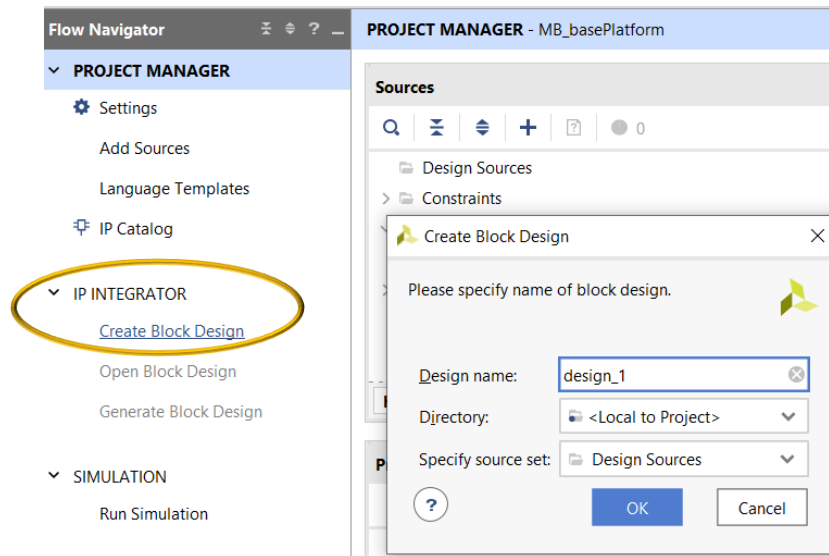 Flow Navigator ? _
PROJECT MANAGER - MB_basePlatform
PROJECT MANAGER
Settings
Add Sources
Language Templates
IP Catalog
IP INTEGRATOR
Create Block Design
Open Block Design
Generate Block Design
SIMULATION
Run Simulation
Sources
? 0
Design Sources
Constraints
Create Block Design
Please specify name of block design.
Design name: design_1
Directory: <Local to Project>
Specify source set: Design Sources
? OK Cancel